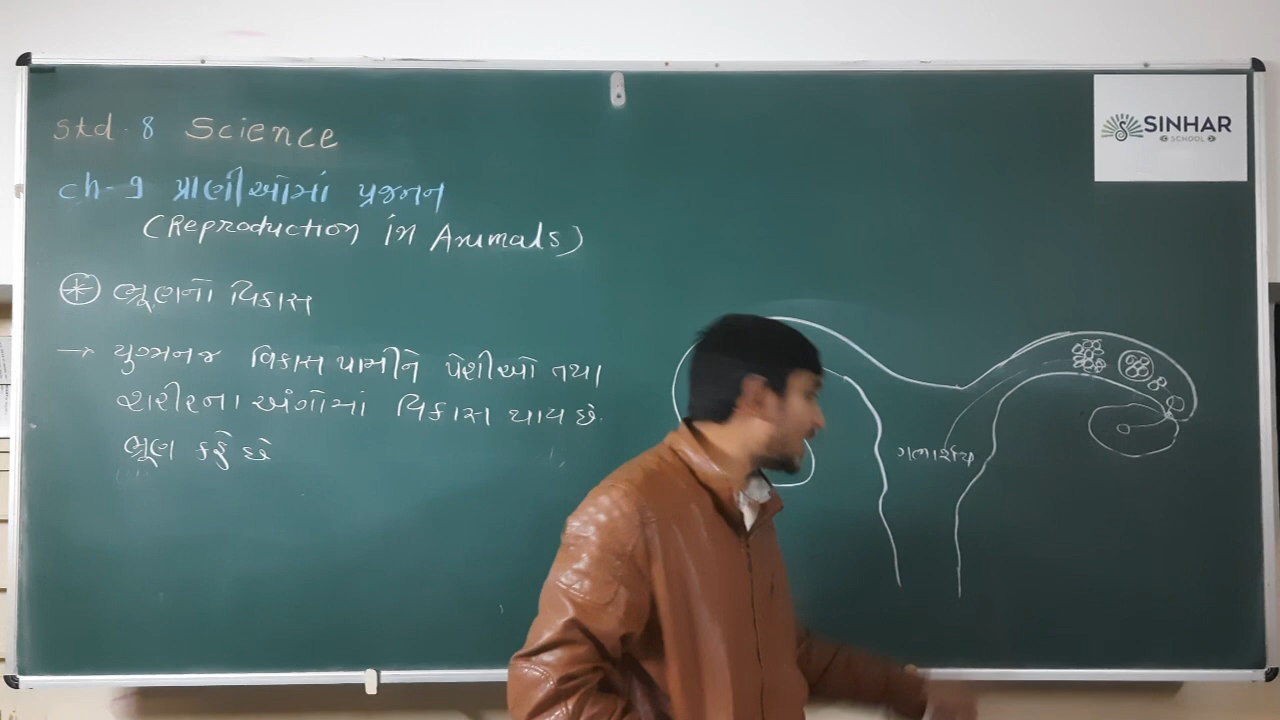 Std. 8 Science
ch-9 પ્રાણીઓમાં પ્રજનન
(Reproduction in Animals)
ભ્રૂણનો વિકાસ
→ યુગ્મનજ વિકાસ પામીને પેશીઓ તથા
શરીરના અંગોમાં વિકાસ થાય છે.
ભ્રૂણ કહે છે
ગર્ભાશય
SINHAR
SCHOOL